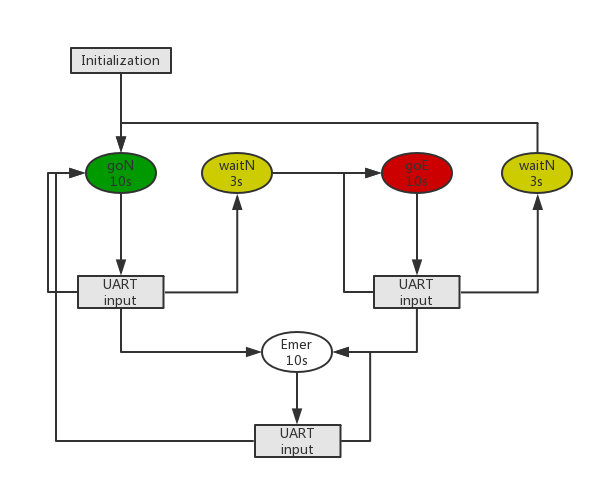 Initialization
goN
10s
waitN
3s
goE
10s
waitN
3s
UART
input
UART
input
Emer
10s
UART
input